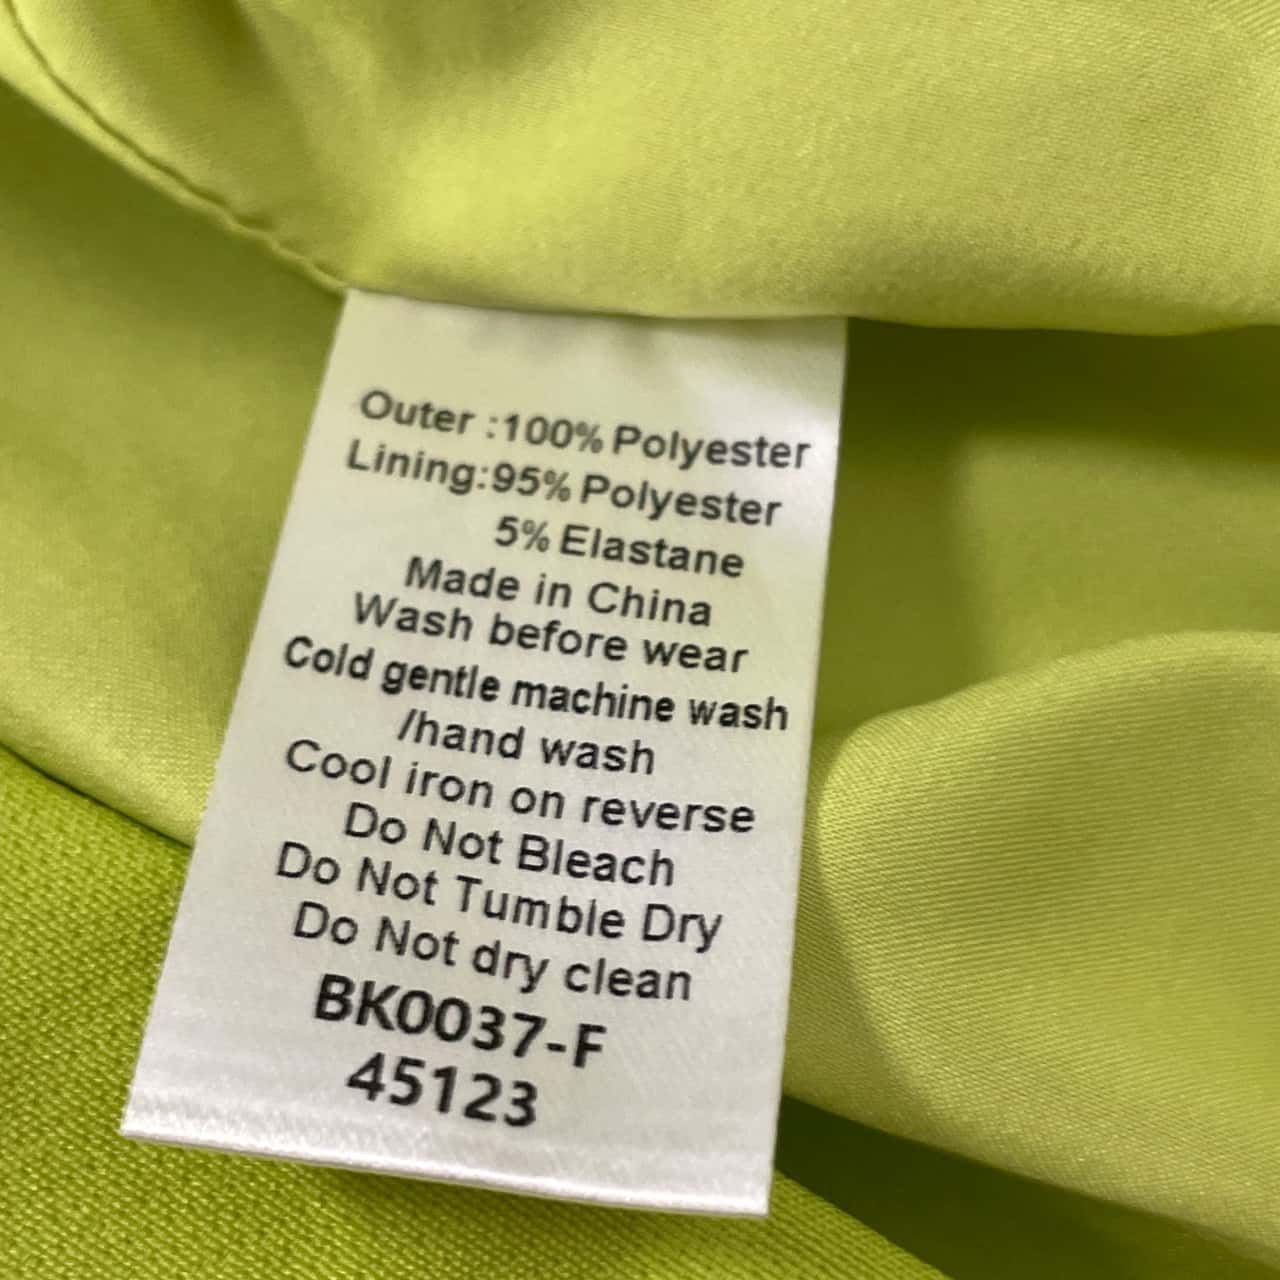 Outer :100% Polyester
Lining:95% Polyester
5% Elastane
Made in China
Wash before wear
Cold gentle machine wash
/hand wash
Cool iron on reverse
Do Not Bleach
Do Not Tumble Dry
Do Not dry clean
BK0037-F
45123